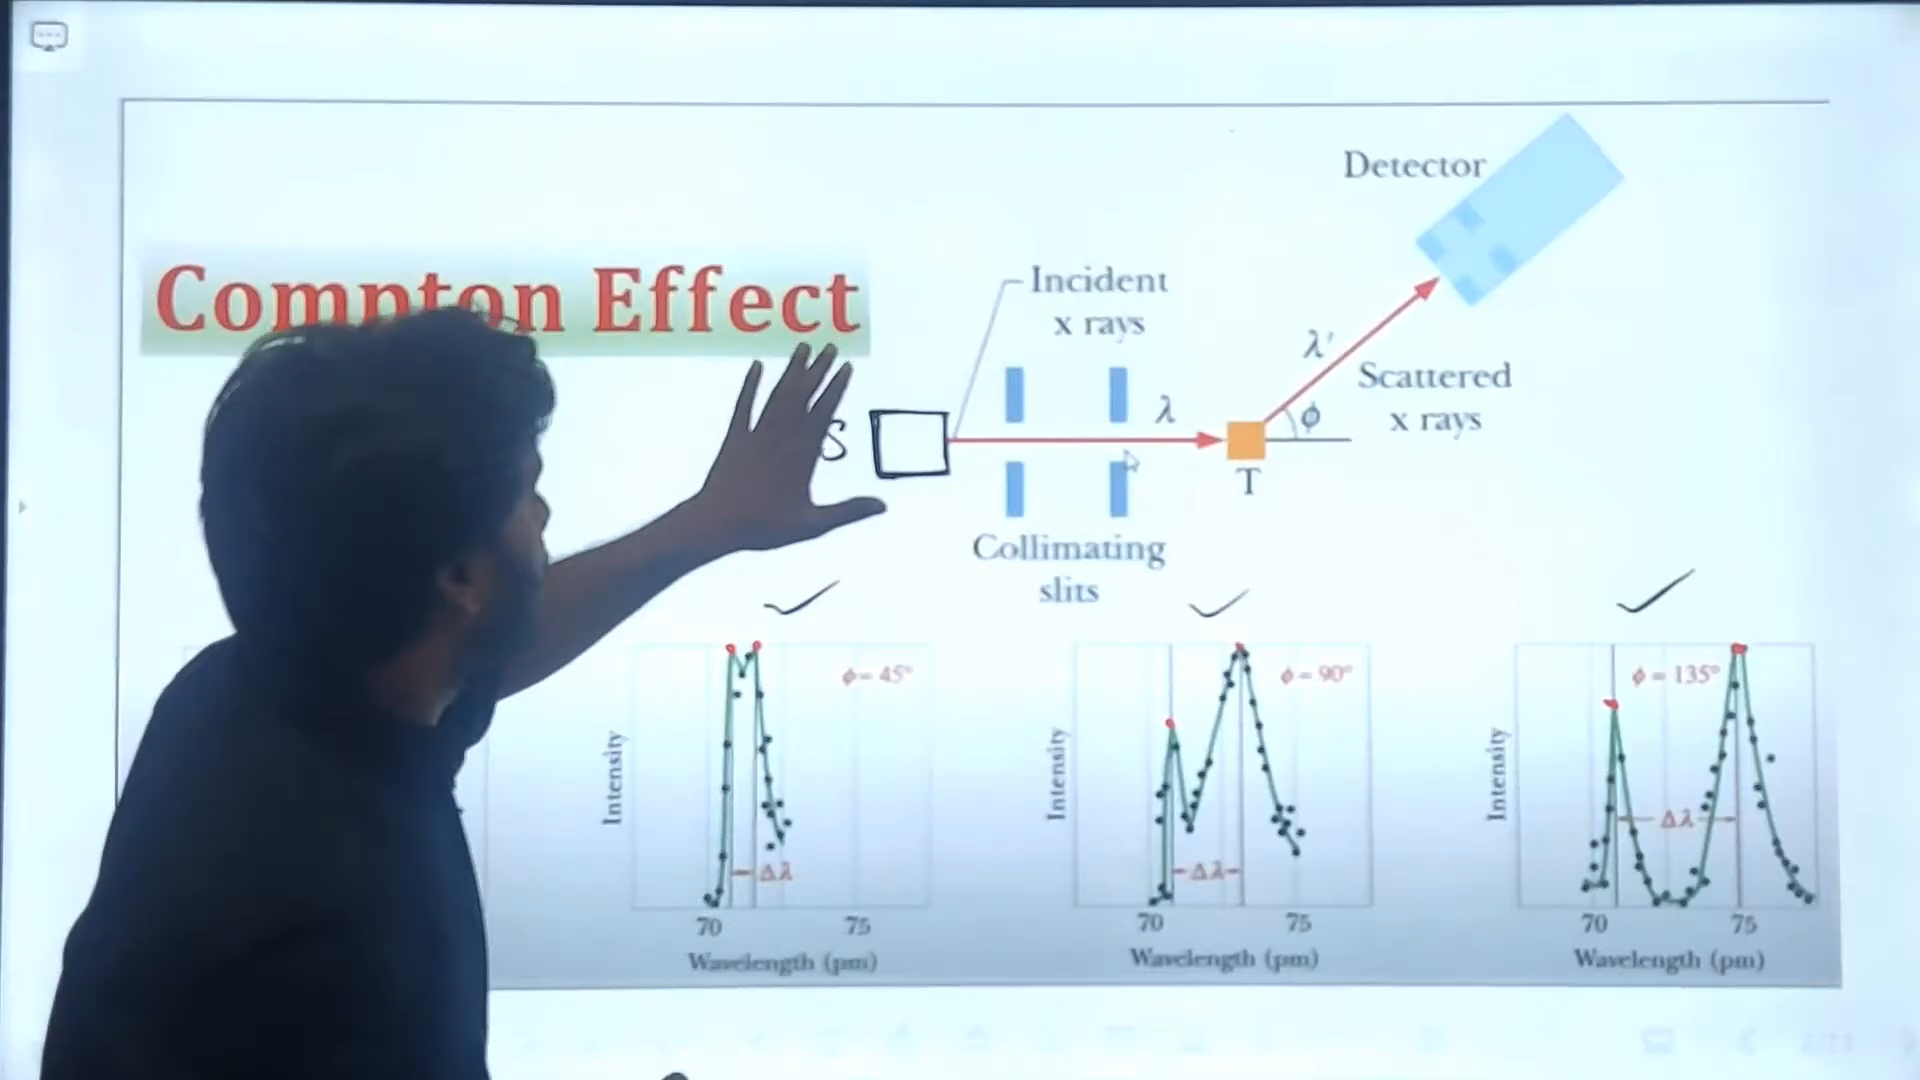 Compton Effect
Detector
Incident
x rays
λ'
Scattered
x rays
λ
ϕ
S
T
Collimating
slits
ϕ = 45°
ϕ = 90°
ϕ = 135°
Intensity
Intensity
Intensity
Δλ
Δλ
Δλ
70 75
70 75
70 75
Wavelength (pm)
Wavelength (pm)
Wavelength (pm)